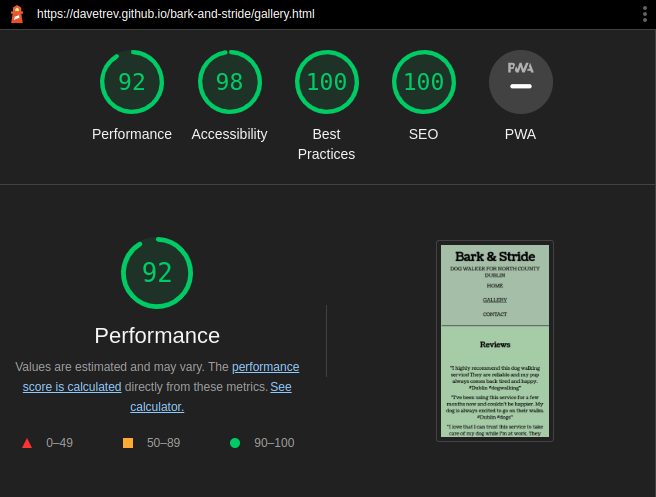 https://davetrev.github.io/bark-and-stride/gallery.html
92
98
100
100
PWA
Performance
Accessibility
Best
Practices
SEO
PWA
92
Performance
Values are estimated and may vary. The performance
score is calculated directly from these metrics. See
calculator.
0–49
50–89
90–100
Bark & Stride
DOG WALKER FOR NORTH COUNTY
DUBLIN
HOME
GALLERY
CONTACT
Reviews
"I highly recommend this dog walking
service! They are reliable and my pup
always comes back tired and happy.
#Dublin #dogwalking"
"I've been using this service for a few
months now and couldn't be happier. My
dog is always excited to go on their walks.
#Dublin #dogs"
"I love that I can trust this service to take
care of my dog while I'm at work. They